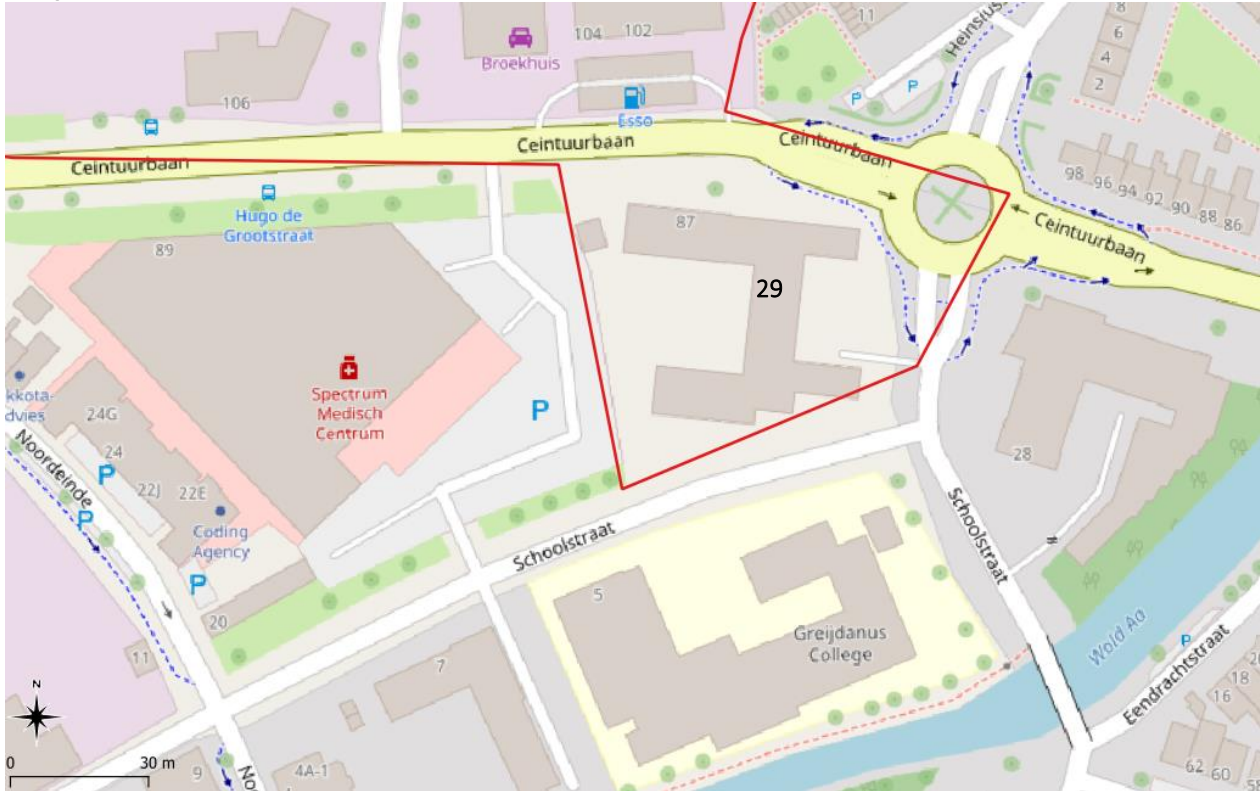 11
8
6
4
2
Heinsius
104
102
Broekhuis
106
P
P
Esso
Ceintuurbaan
Ceintuurbaan
Ceintuurbaan
98
96
94
92
90
88
86
Hugo de
Grootstraat
87
Ceintuurbaan
89
29
Spectrum
Medisch
Centrum
P
kkota-
dvies
24G
24
22J
22E
P
P
Noordeinde
Coding
Agency
P
20
28
Schoolstraat
Schoolstraat
5
Greijdanus
College
Wold Aa
P
Eendrachtstraat
11
7
18
16
N
0
30 m
9
4A-1
Noo
62
60